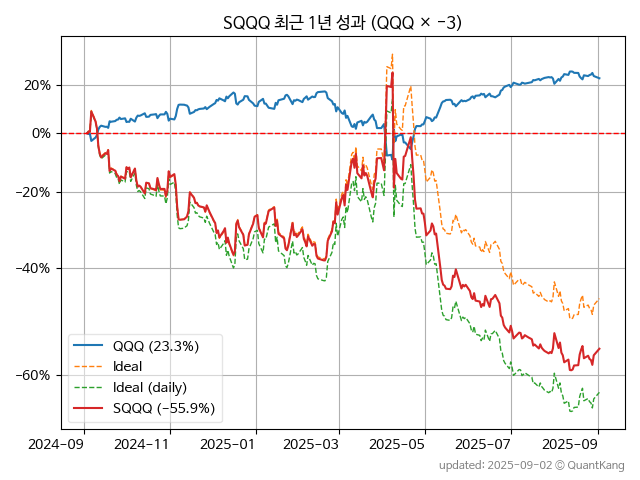 SQQQ 최근 1년 성과 (QQQ × −3)
20%
10%
0%
−20%
−40%
−60%
QQQ (23.3%)
Ideal
Ideal (daily)
SQQQ (−55.9%)
2024-09 2024-11 2025-01 2025-03 2025-05 2025-07 2025-09
updated: 2025-09-02 © QuantKang